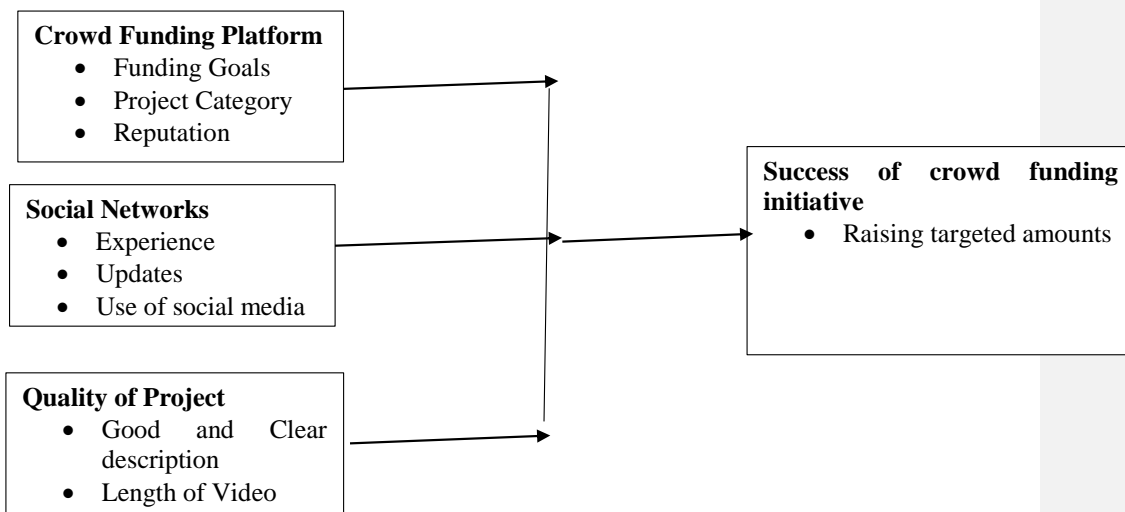 Crowd Funding Platform
• Funding Goals
• Project Category
• Reputation
Social Networks
• Experience
• Updates
• Use of social media
Quality of Project
• Good and Clear
description
• Length of Video
Success of crowd funding
initiative
• Raising targeted amounts